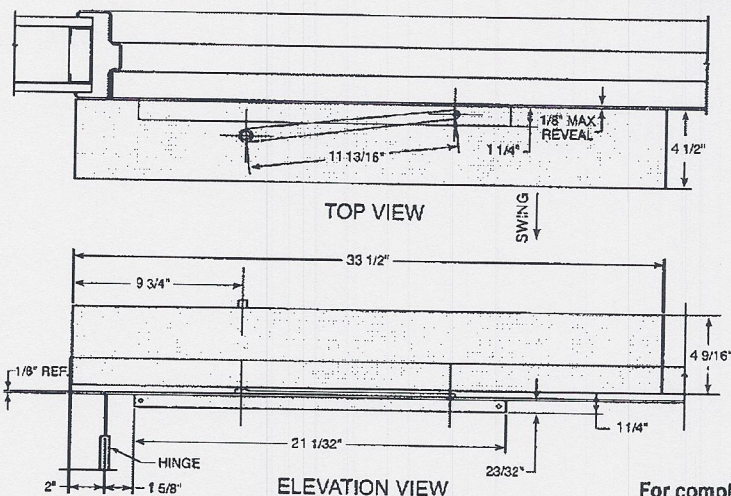 1/8" MAX
REVEAL
1 1/4"
4 1/2"
11 13/16"
TOP VIEW
SWING
33 1/2"
9 3/4"
4 9/16"
1/8" REF.
11/4"
21 1/32"
23/32"
HINGE
2"
1 5/8"
ELEVATION VIEW
For compl